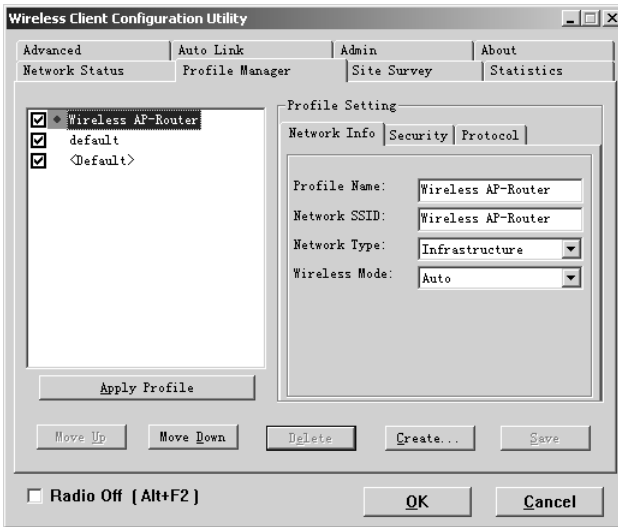 Wireless Client Configuration Utility
Advanced Auto Link Admin About
Network Status Profile Manager Site Survey Statistics
Wireless AP-Router
default
<Default>
Apply Profile
Profile Setting
Network Info Security Protocol
Profile Name: Wireless AP-Router
Network SSID: Wireless AP-Router
Network Type: Infrastructure
Wireless Mode: Auto
Move Up Move Down Delete Create... Save
Radio Off ( Alt+F2 ) OK Cancel